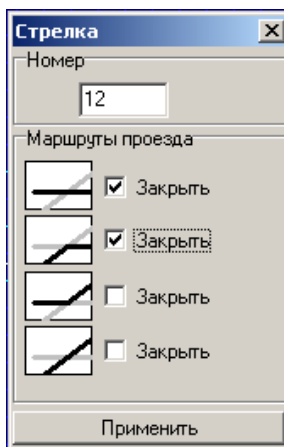 Стрелка
Номер
12
Маршруты проезда
Закрыть
Закрыть
Закрыть
Закрыть
Применить